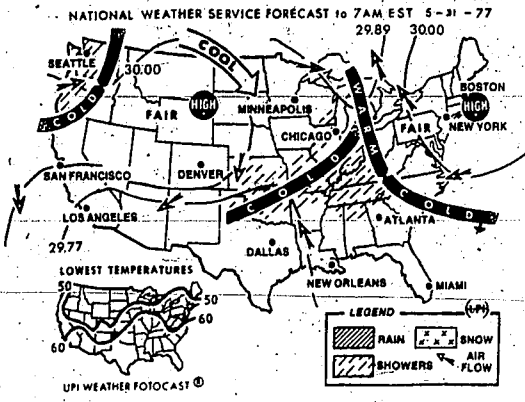 NATIONAL WEATHER SERVICE FORECAST to 7AM EST 5-31-77
29.89 30.00
SEATTLE
30.00
COLD
COOL
HIGH
FAIR
MINNEAPOLIS
WARM
BOSTON
HIGH
NEW YORK
FAIR
CHICAGO
SAN FRANCISCO
DENVER
COLD
COLD
LOS ANGELES
ATLANTA
29.77
DALLAS
NEW ORLEANS
MIAMI
LOWEST TEMPERATURES
50
50
60
60
UPI WEATHER FOTOCAST ®
LEGEND
(UPI)
RAIN
SNOW
SHOWERS
AIR FLOW